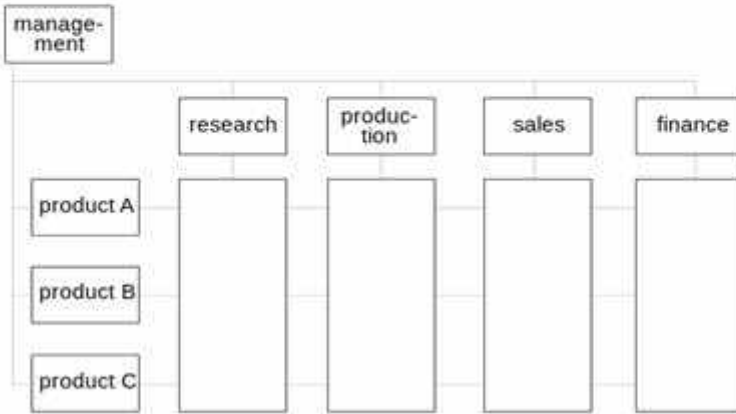 manage-
ment
research
produc-
tion
sales
finance
product A
product B
product C